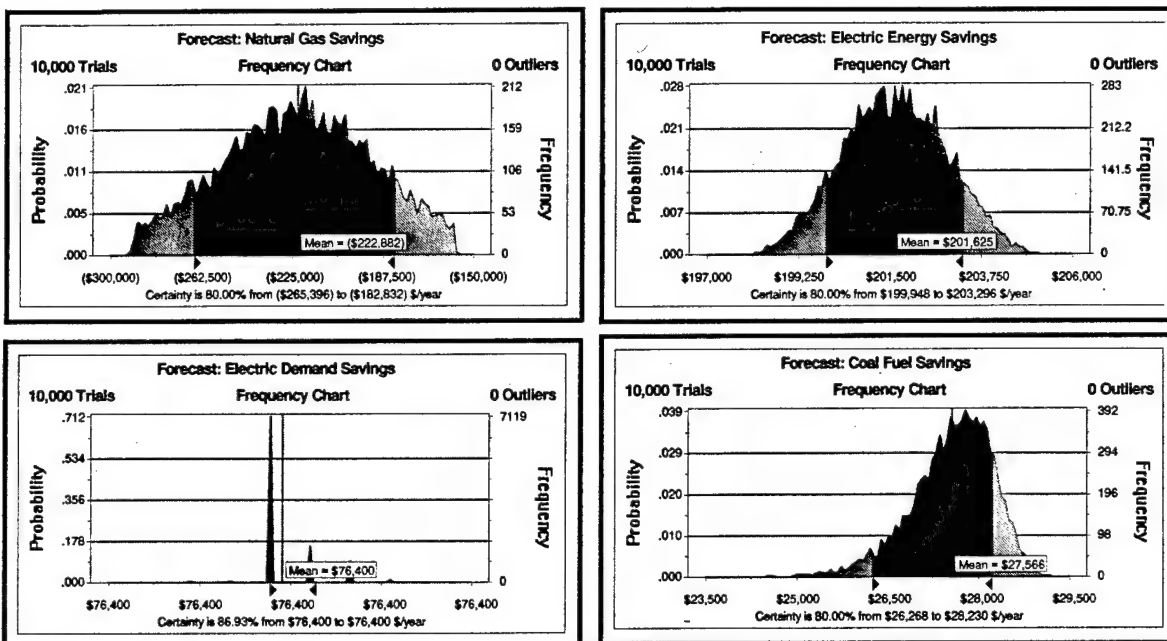 Forecast: Natural Gas Savings
10,000 Trials Frequency Chart 0 Outliers
.021
.016
.011
.005
.000
Probability
212
159
106
53
0
Frequency
Mean = ($222,882)
($300,000) ($262,500) ($225,000) ($187,500) ($150,000)
Certainty is 80.00% from ($265,396) to ($182,832) $/year
Forecast: Electric Energy Savings
10,000 Trials Frequency Chart 0 Outliers
.028
.021
.014
.007
.000
Probability
283
212.2
141.5
70.75
0
Frequency
Mean = $201,625
$197,000 $199,250 $201,500 $203,750 $206,000
Certainty is 80.00% from $199,948 to $203,296 $/year
Forecast: Electric Demand Savings
10,000 Trials Frequency Chart 0 Outliers
.712
.534
.356
.178
.000
Probability
7119
0
Frequency
Mean = $76,400
$76,400 $76,400 $76,400 $76,400 $76,400
Certainty is 86.93% from $76,400 to $76,400 $/year
Forecast: Coal Fuel Savings
10,000 Trials Frequency Chart 0 Outliers
.039
.029
.020
.010
.000
Probability
392
294
196
98
0
Frequency
Mean = $27,566
$23,500 $25,000 $26,500 $28,000 $29,500
Certainty is 80.00% from $26,268 to $28,230 $/year